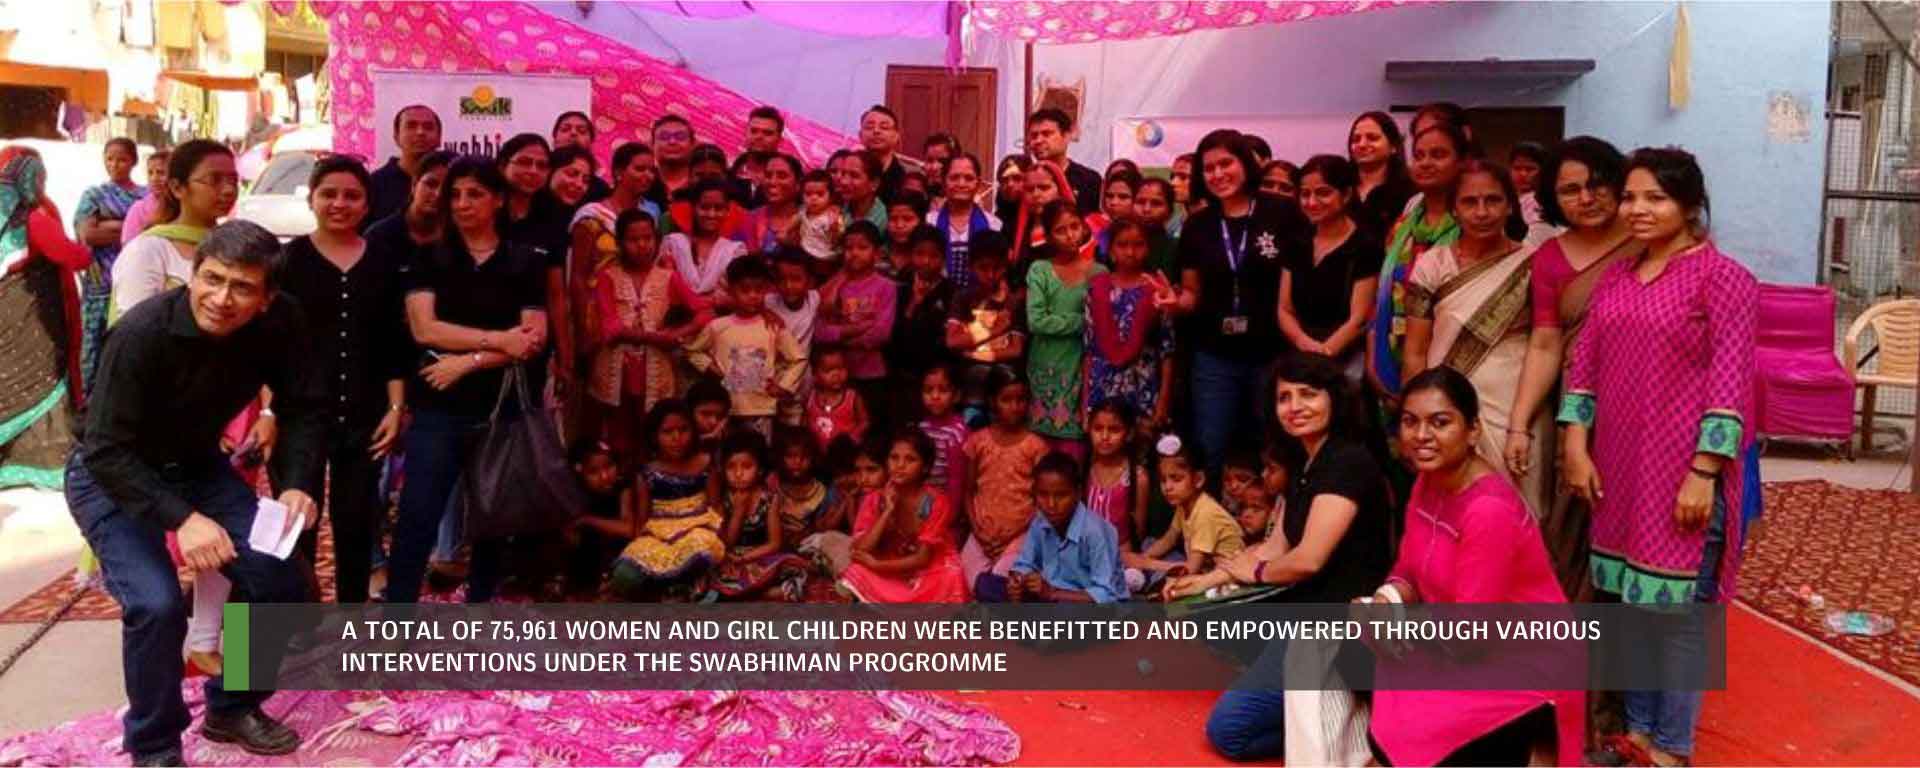 A TOTAL OF 75,961 WOMEN AND GIRL CHILDREN WERE BENEFITTED AND EMPOWERED THROUGH VARIOUS
INTERVENTIONS UNDER THE SWABHIMAN PROGROMME